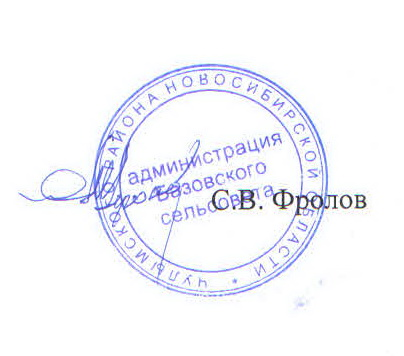 ЧУЛЫМСКОГО РАЙОНА НОВОСИБИРСКОЙ ОБЛАСТИ *
администрация
Базовского
сельсовета
С.В. Фролов